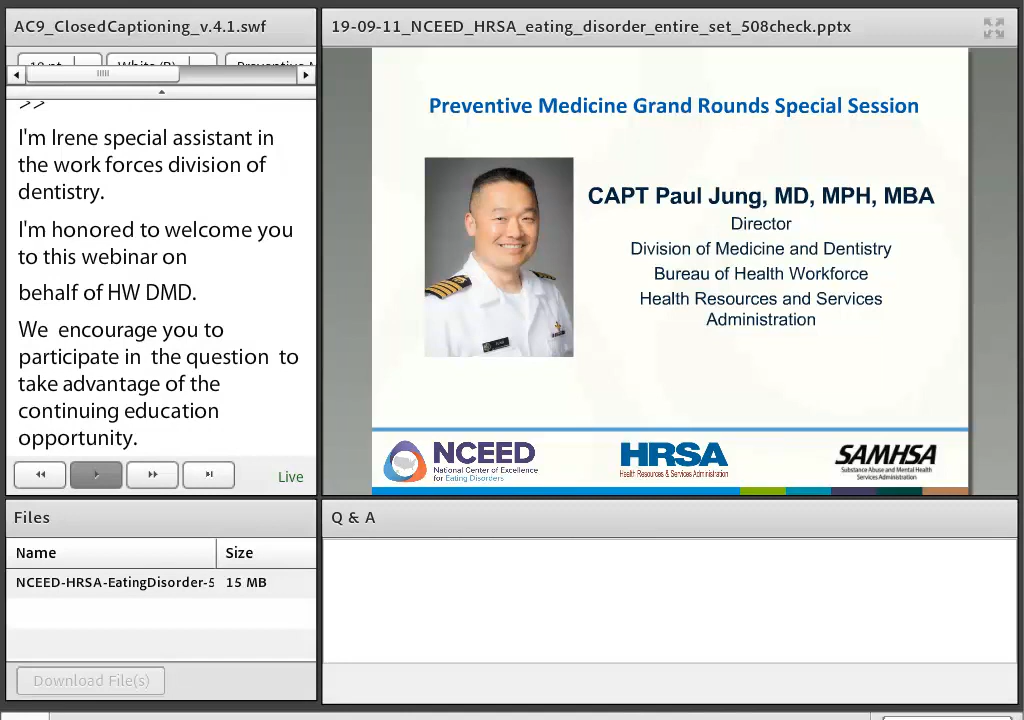 AC9_ClosedCaptioning_v.4.1.swf
>>
I'm Irene special assistant in
the work forces division of
dentistry.
I'm honored to welcome you
to this webinar on
behalf of HW DMD.
We encourage you to
participate in the question to
take advantage of the
continuing education
opportunity.
Live
Files
Name Size
NCEED-HRSA-EatingDisorder-5 15 MB
Download File(s)
19-09-11_NCEED_HRSA_eating_disorder_entire_set_508check.pptx
Preventive Medicine Grand Rounds Special Session
CAPT Paul Jung, MD, MPH, MBA
Director
Division of Medicine and Dentistry
Bureau of Health Workforce
Health Resources and Services
Administration
NCEED
National Center of Excellence
for Eating Disorders
HRSA
Health Resources & Services Administration
SAMHSA
Substance Abuse and Mental Health
Services Administration
Q & A